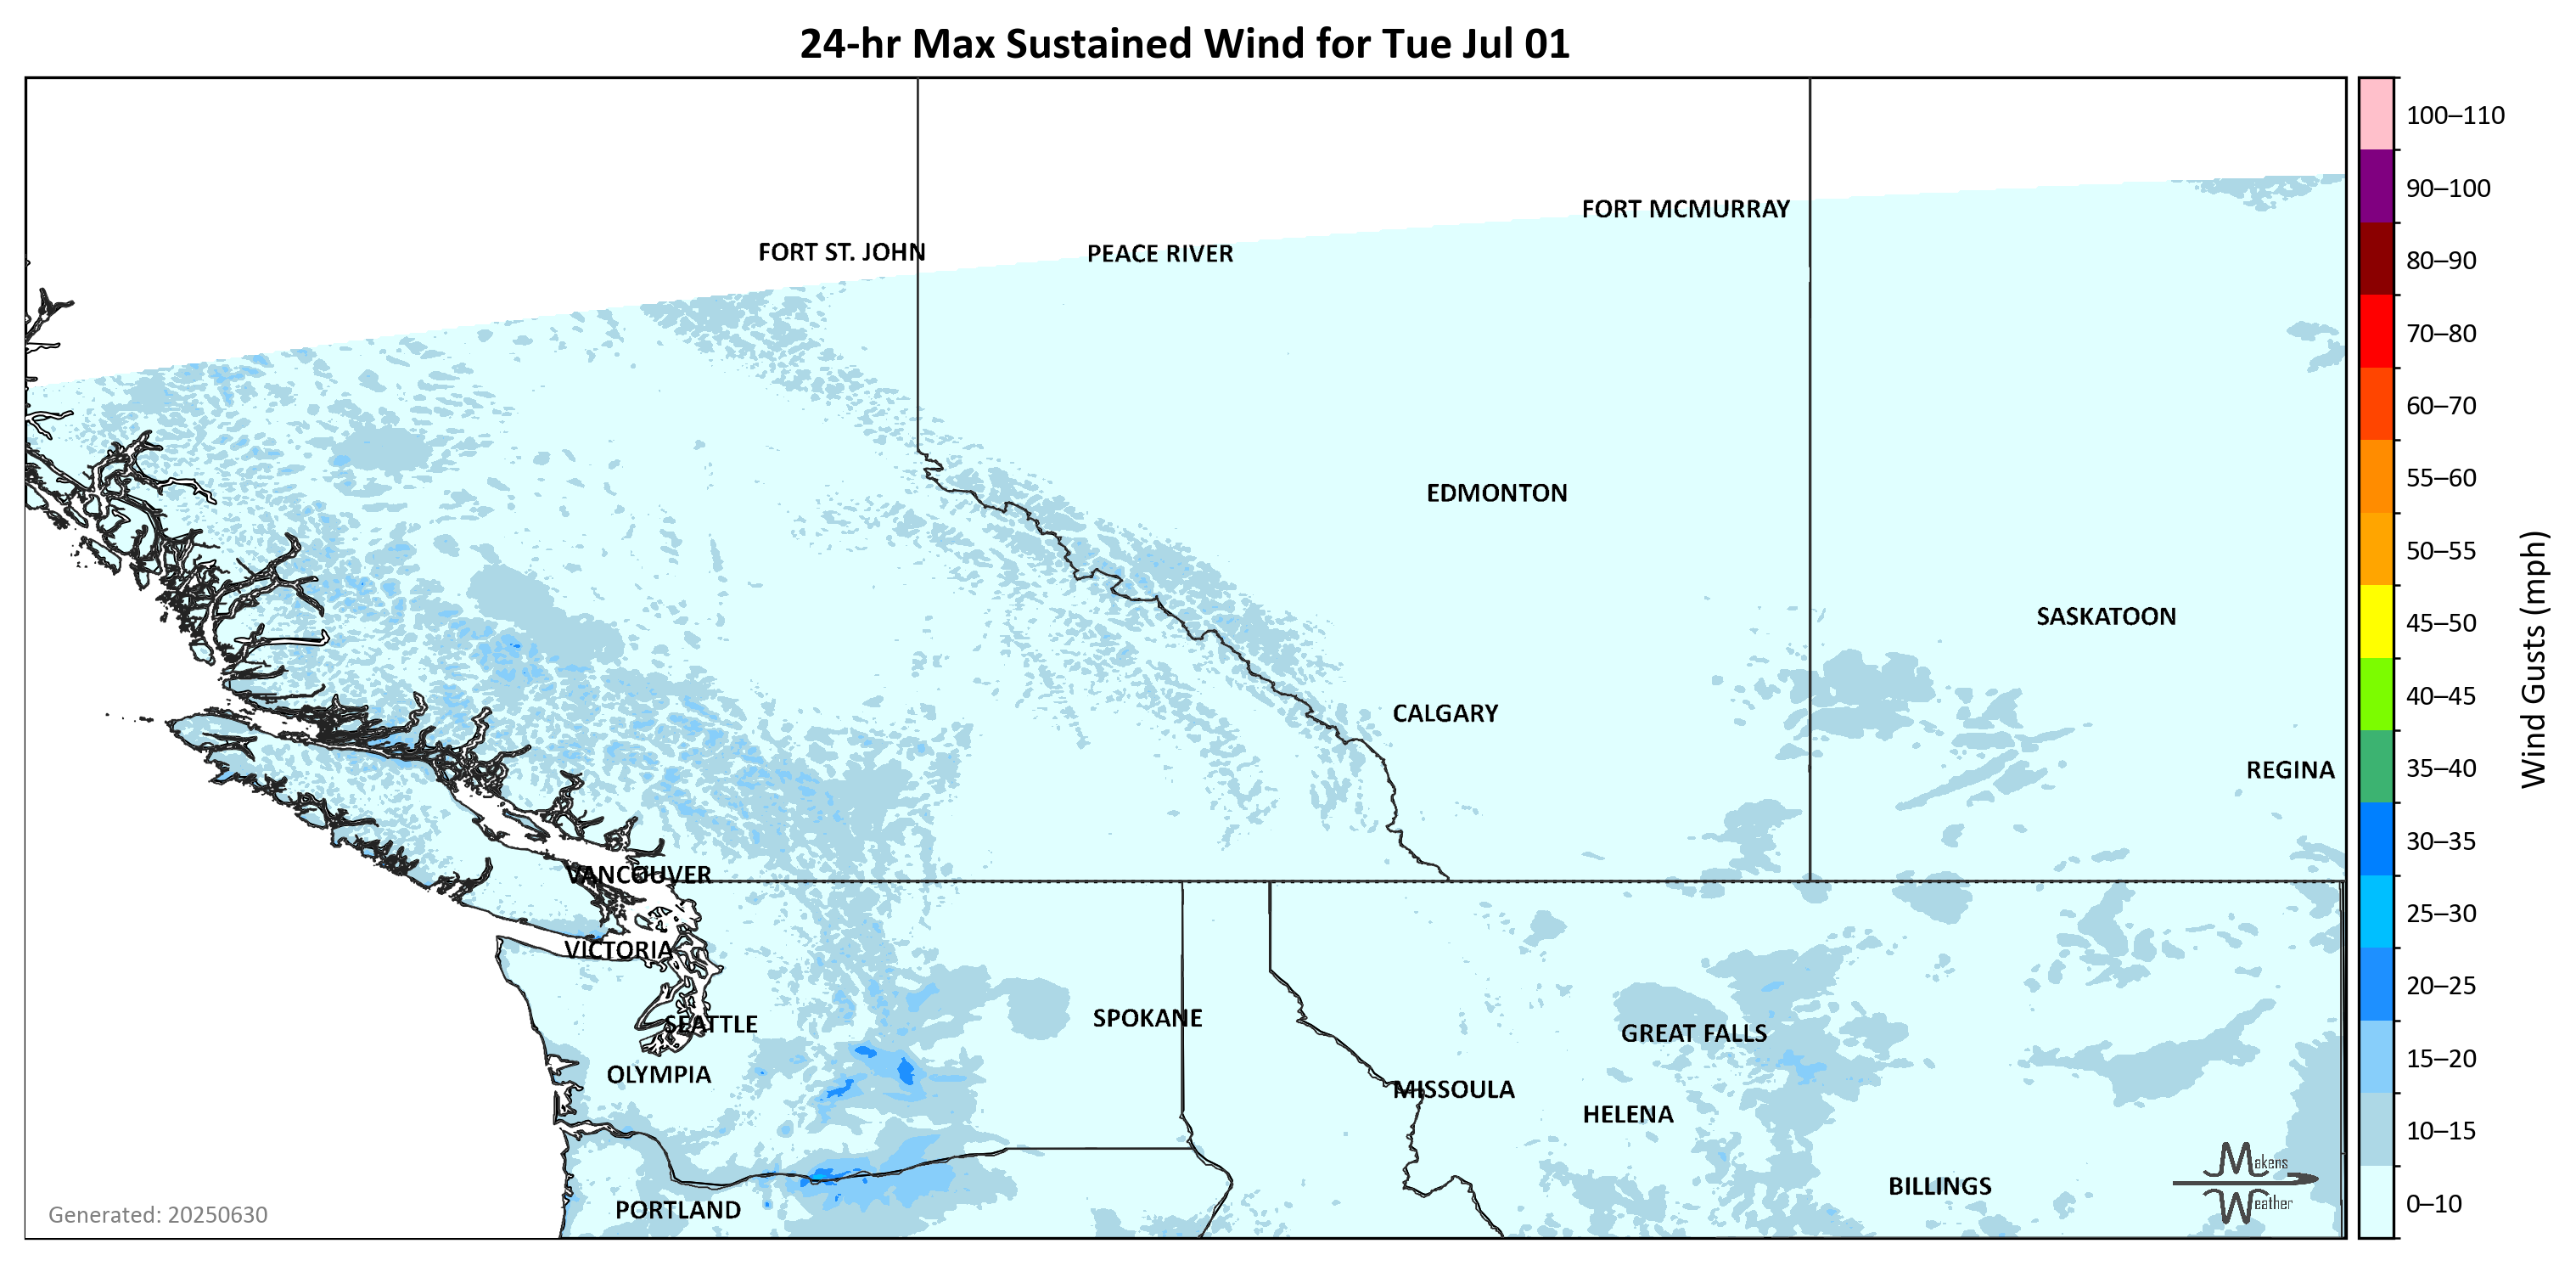 24-hr Max Sustained Wind for Tue Jul 01
100–110
90–100
80–90
70–80
60–70
55–60
50–55
45–50
40–45
35–40
30–35
25–30
20–25
15–20
10–15
0–10
Wind Gusts (mph)
FORT MCMURRAY
FORT ST. JOHN
PEACE RIVER
EDMONTON
SASKATOON
CALGARY
REGINA
VANCOUVER
VICTORIA
SEATTLE
SPOKANE
GREAT FALLS
OLYMPIA
MISSOULA
HELENA
BILLINGS
PORTLAND
Makens
Weather
Generated: 20250630